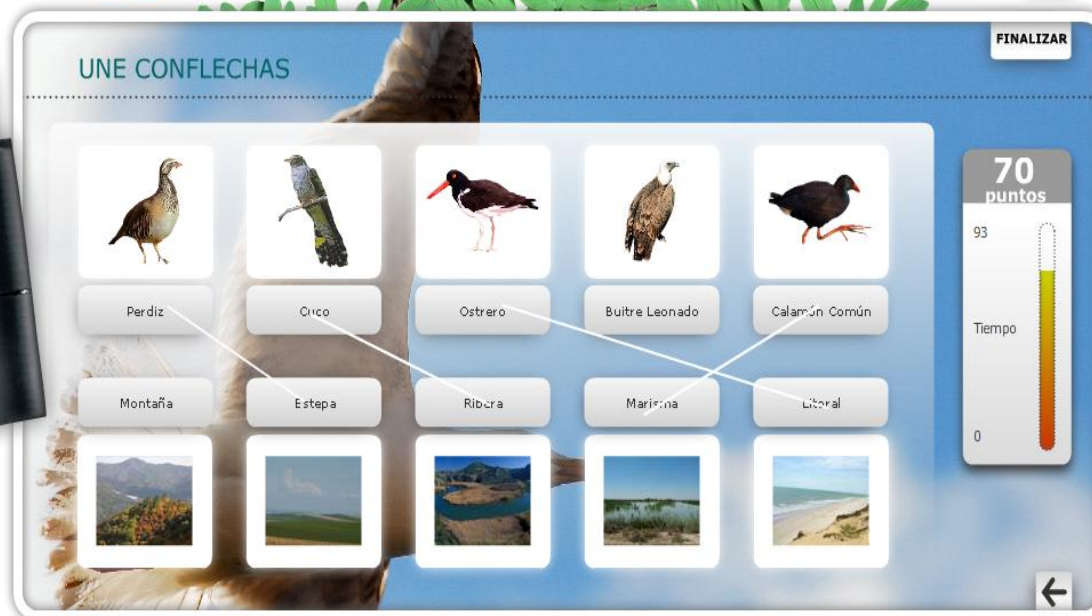 FINALIZAR
UNE CONFLECHAS
70
puntos
93
Tiempo
0
Perdiz
Cuco
Ostrero
Buitre Leonado
Calamón Común
Montaña
Estepa
Ribera
Marisma
Litoral